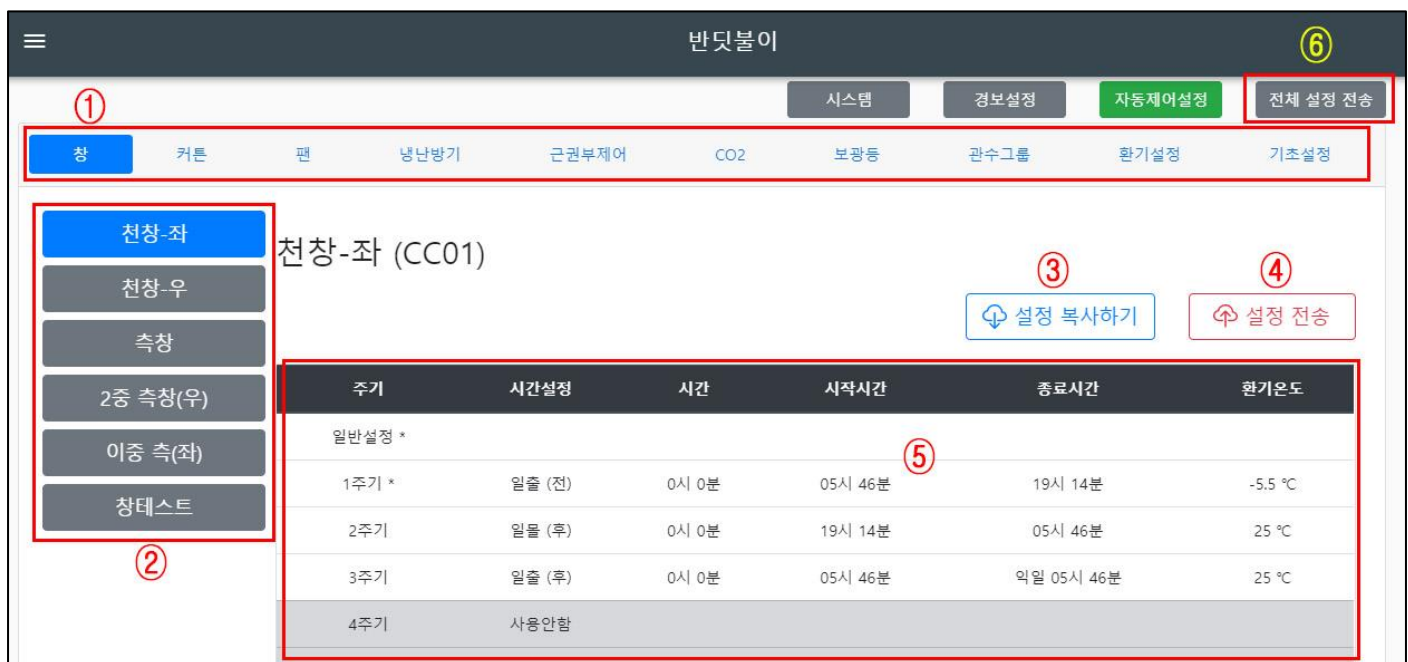 반딧불이
⑥
시스템 경보설정 자동제어설정 전체 설정 전송
①
창 커튼 팬 냉난방기 근권부제어 CO2 보광등 관수그룹 환기설정 기초설정
천창-좌
천창-우
측창
2중 측창(우)
이중 측(좌)
창테스트
②
천창-좌 (CC01)
③ ④
설정 복사하기 설정 전송
주기 시간설정 시간 시작시간 종료시간 환기온도
일반설정 *
⑤
1주기 * 일출 (전) 0시 0분 05시 46분 19시 14분 -5.5 ℃
2주기 일몰 (후) 0시 0분 19시 14분 05시 46분 25 ℃
3주기 일출 (후) 0시 0분 05시 46분 익일 05시 46분 25 ℃
4주기 사용안함